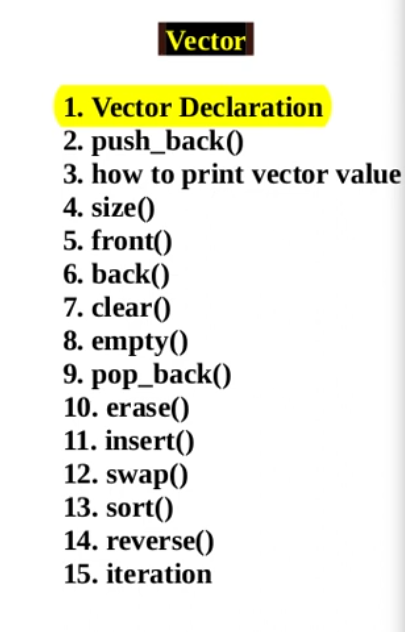 Vector
1. Vector Declaration
2. push_back()
3. how to print vector value
4. size()
5. front()
6. back()
7. clear()
8. empty()
9. pop_back()
10. erase()
11. insert()
12. swap()
13. sort()
14. reverse()
15. iteration